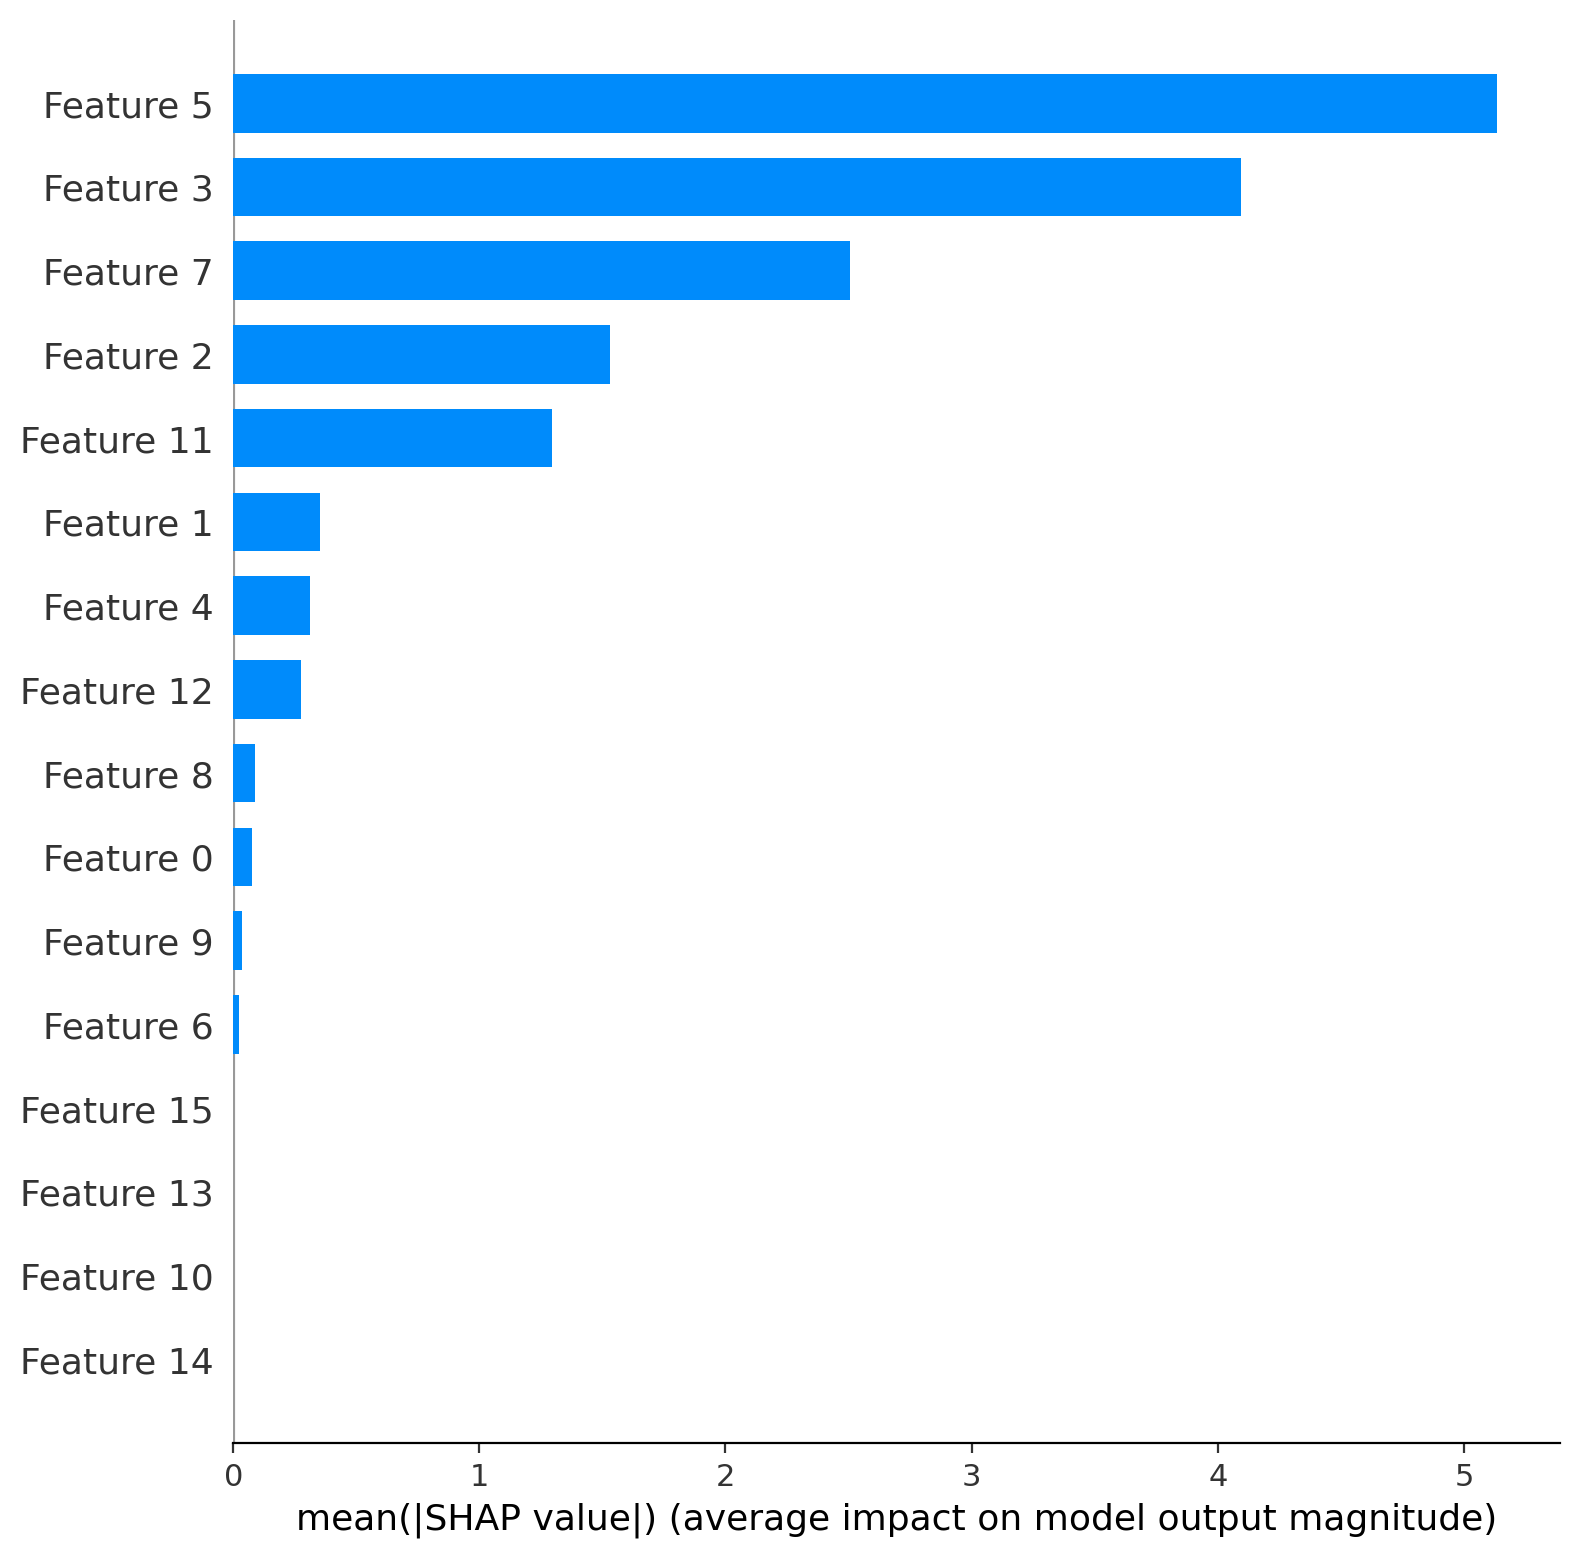 Feature 5
Feature 3
Feature 7
Feature 2
Feature 11
Feature 1
Feature 4
Feature 12
Feature 8
Feature 0
Feature 9
Feature 6
Feature 15
Feature 13
Feature 10
Feature 14
0 1 2 3 4 5
mean(|SHAP value|) (average impact on model output magnitude)